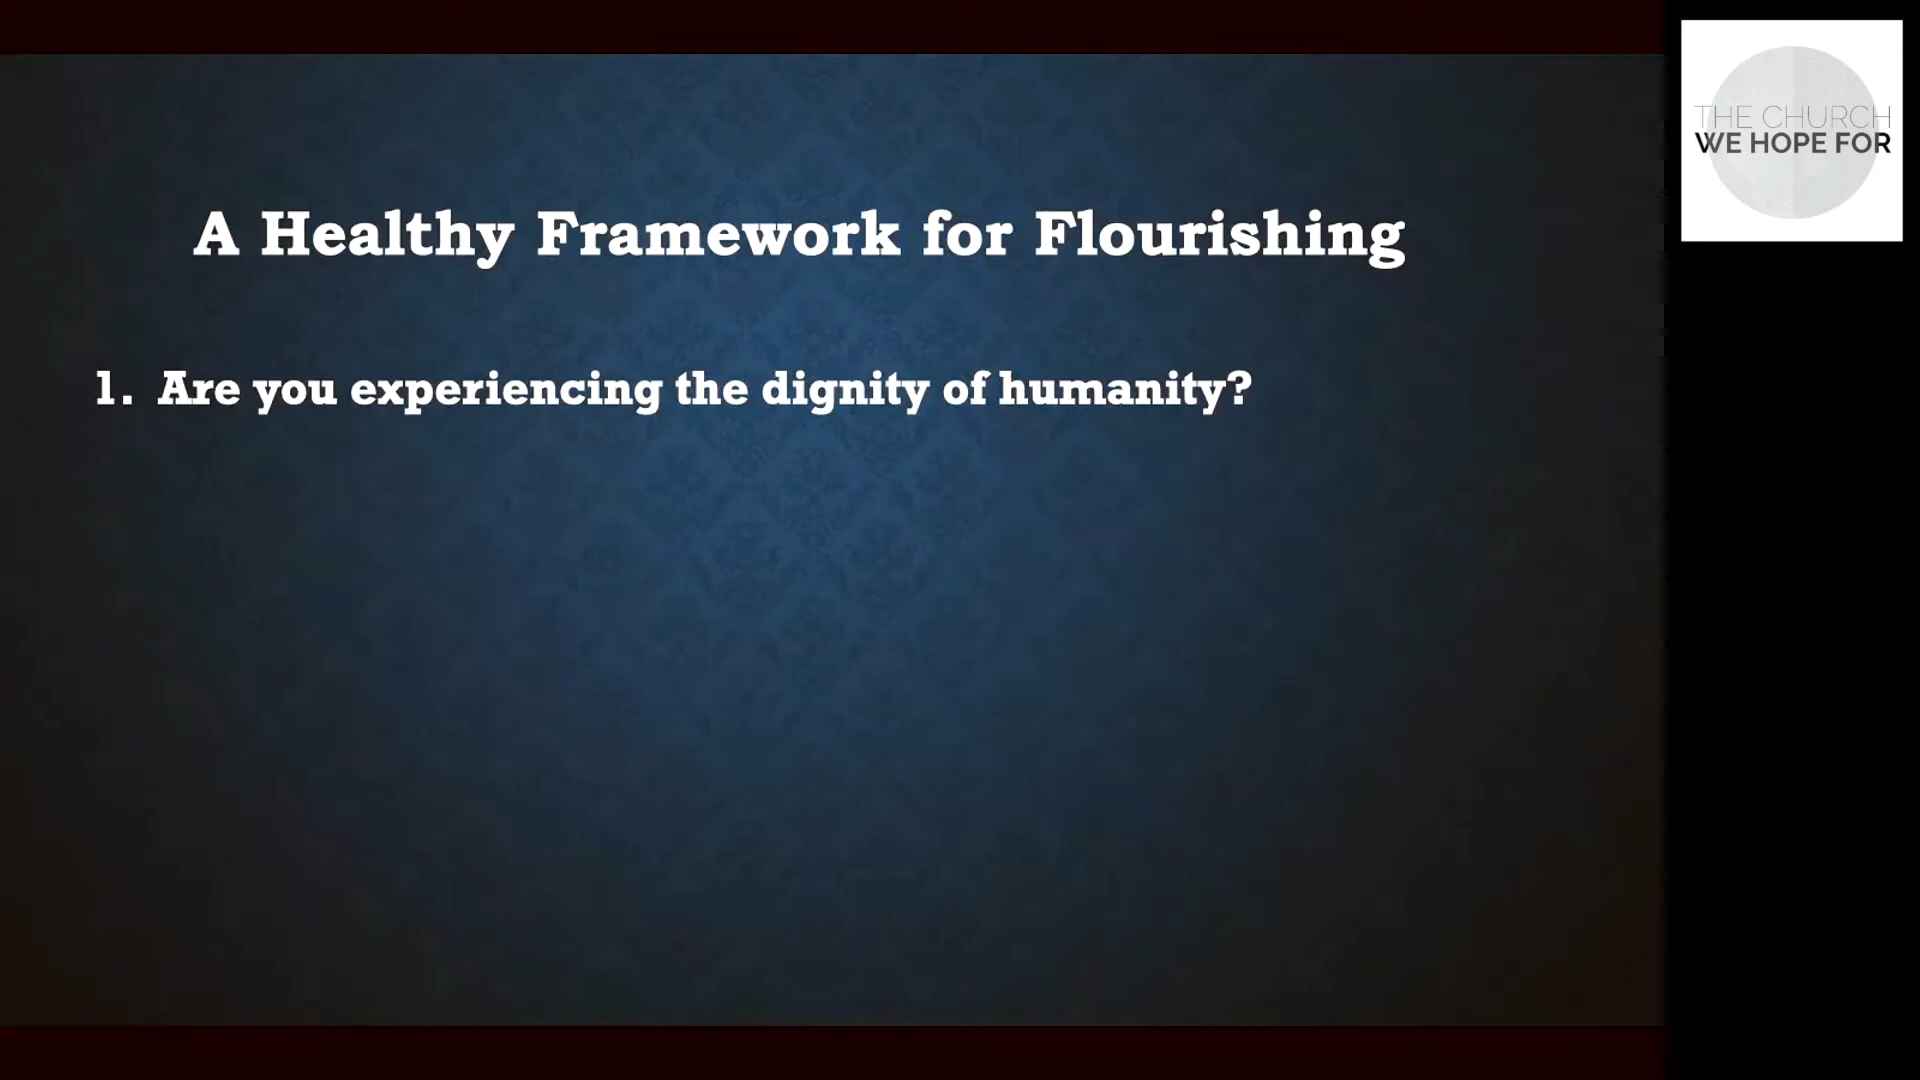 A Healthy Framework for Flourishing
1. Are you experiencing the dignity of humanity?
THE CHURCH
WE HOPE FOR